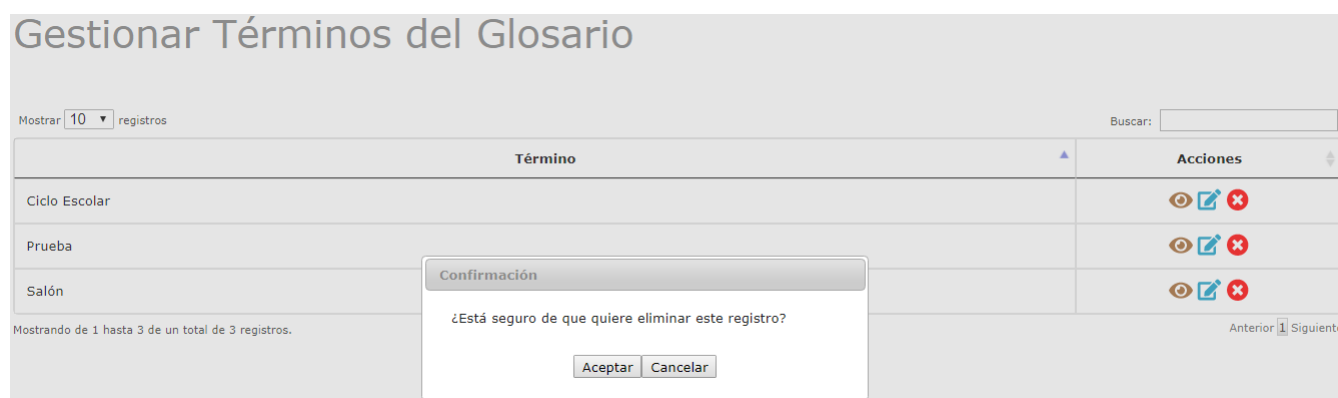 Gestionar Términos del Glosario
Mostrar 10 registros
Buscar:
Término
Acciones
Ciclo Escolar
Prueba
Salón
Mostrando de 1 hasta 3 de un total de 3 registros.
Anterior 1 Siguiente
Confirmación
¿Está seguro de que quiere eliminar este registro?
Aceptar Cancelar